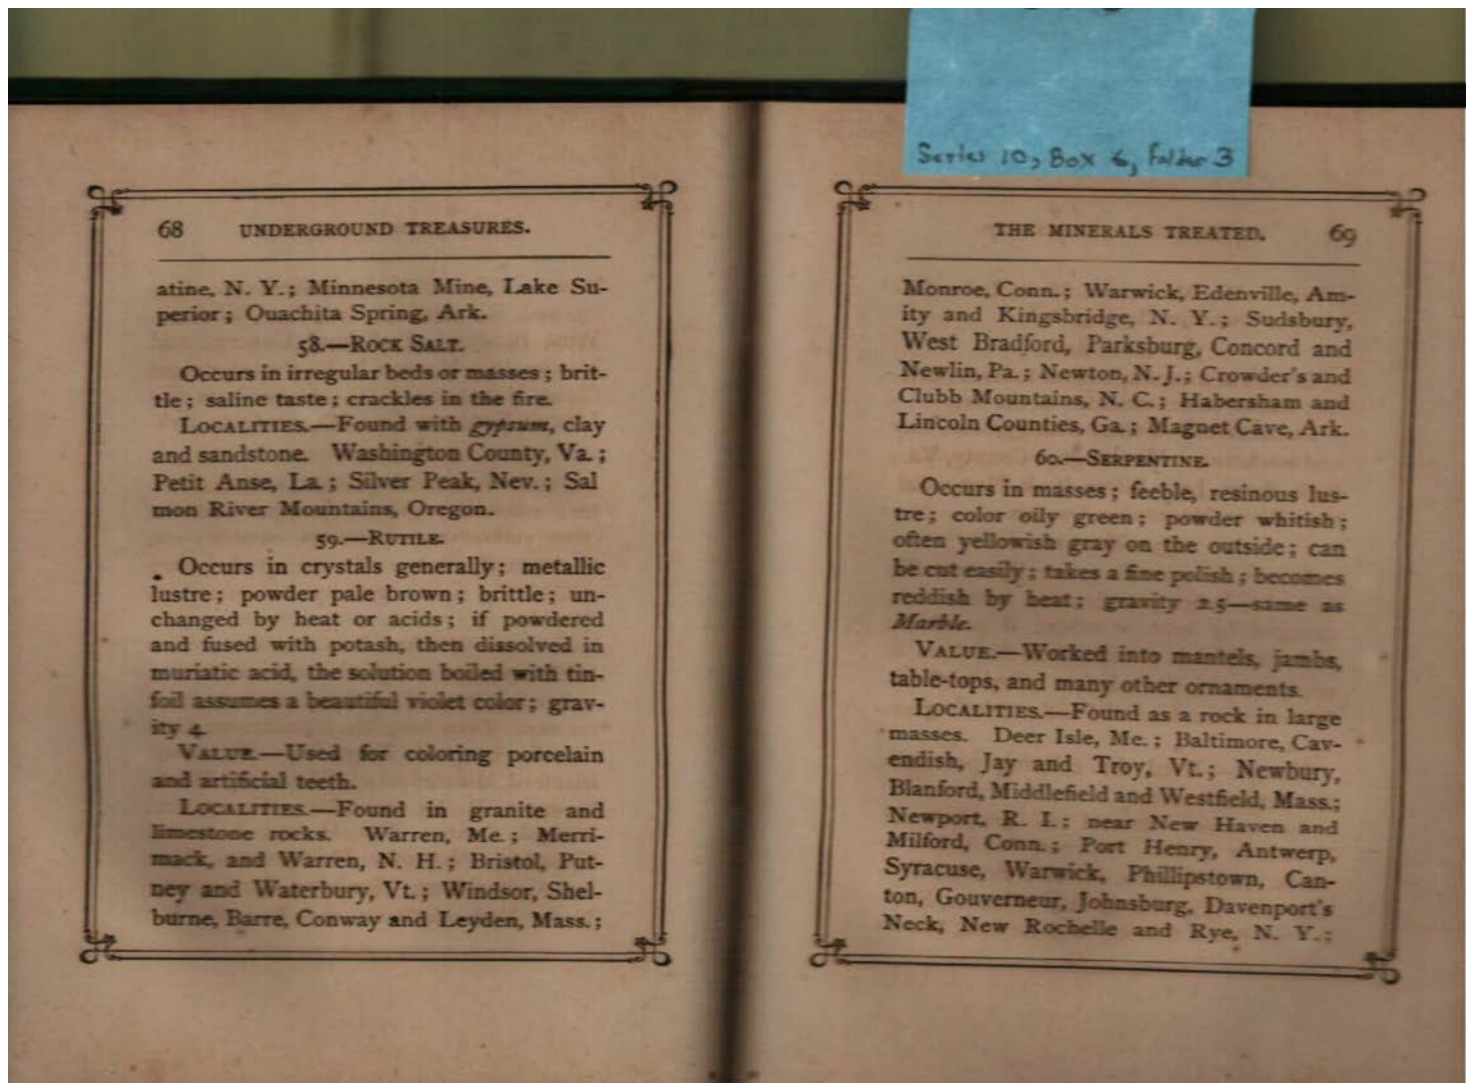 Series 10, Box 6, Folder 3
68 UNDERGROUND TREASURES.
atine, N. Y.; Minnesota Mine, Lake Su-
perior; Ouachita Spring, Ark.
58.—ROCK SALT.
Occurs in irregular beds or masses; brit-
tle; saline taste; crackles in the fire.
LOCALITIES.—Found with gypsum, clay
and sandstone. Washington County, Va.;
Petit Anse, La.; Silver Peak, Nev.; Sal
mon River Mountains, Oregon.
59.—RUTILE.
Occurs in crystals generally; metallic
lustre; powder pale brown; brittle; un-
changed by heat or acids; if powdered
and fused with potash, then dissolved in
muriatic acid, the solution boiled with tin-
foil assumes a beautiful violet color; grav-
ity 4.
VALUE.—Used for coloring porcelain
and artificial teeth.
LOCALITIES.—Found in granite and
limestone rocks. Warren, Me.; Merri-
mack, and Warren, N. H.; Bristol, Put-
ney and Waterbury, Vt.; Windsor, Shel-
burne, Barre, Conway and Leyden, Mass.;
THE MINERALS TREATED. 69
Monroe, Conn.; Warwick, Edenville, Am-
ity and Kingsbridge, N. Y.; Sudsbury,
West Bradford, Parksburg, Concord and
Newlin, Pa.; Newton, N. J.; Crowder's and
Clubb Mountains, N. C.; Habersham and
Lincoln Counties, Ga.; Magnet Cave, Ark.
60.—SERPENTINE.
Occurs in masses; feeble, resinous lus-
tre; color oily green; powder whitish;
often yellowish gray on the outside; can
be cut easily; takes a fine polish; becomes
reddish by heat; gravity 2.5—same as
Marble.
VALUE.—Worked into mantels, jambs,
table-tops, and many other ornaments.
LOCALITIES.—Found as a rock in large
masses. Deer Isle, Me.; Baltimore, Cav-
endish, Jay and Troy, Vt.; Newbury,
Blanford, Middlefield and Westfield, Mass.;
Newport, R. I.; near New Haven and
Milford, Conn.; Port Henry, Antwerp,
Syracuse, Warwick, Phillipstown, Can-
ton, Gouverneur, Johnsburg, Davenport's
Neck, New Rochelle and Rye, N. Y.;